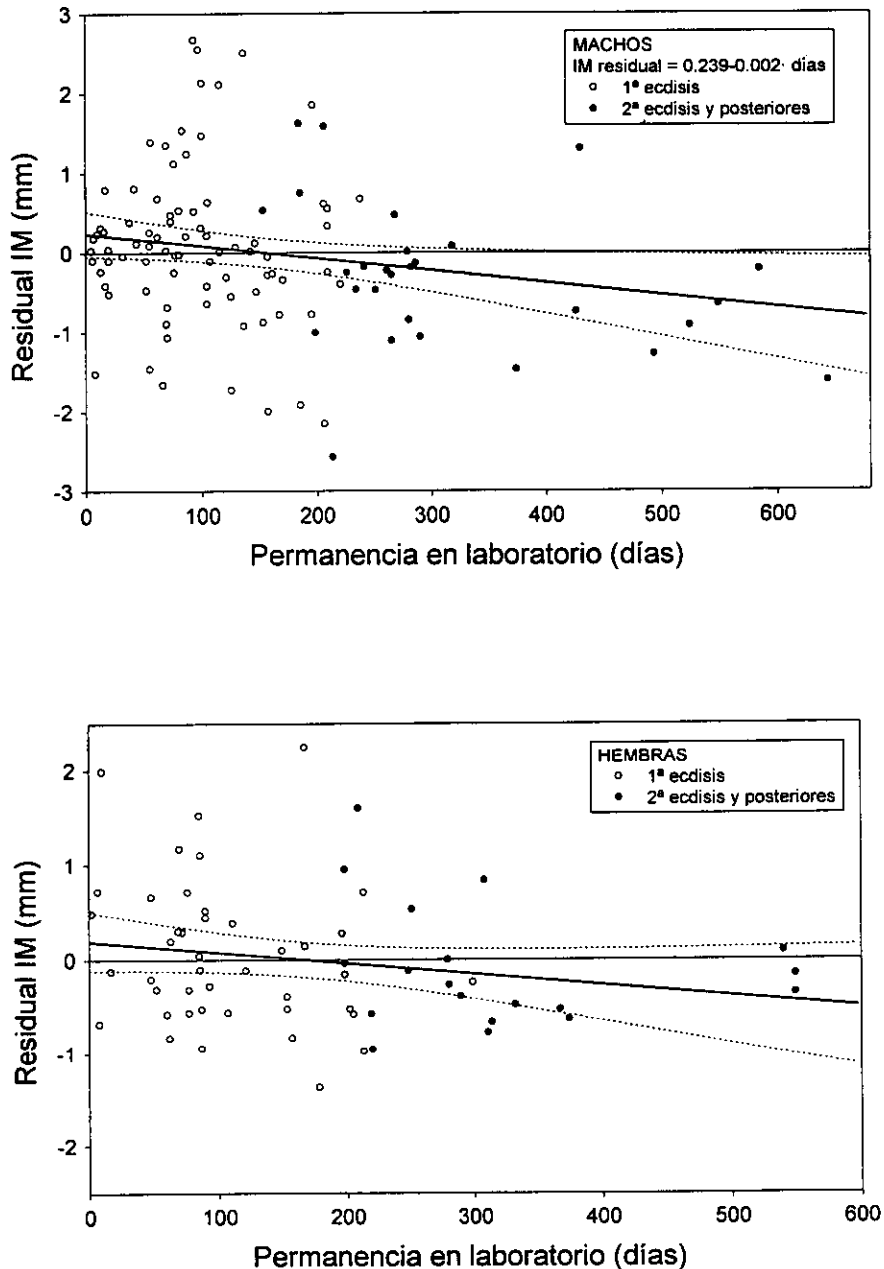 3
2
1
0
-1
-2
-3
Residual IM (mm)
MACHOS
IM residual = 0.239-0.002· días
1ª ecdisis
2ª ecdisis y posteriores
0 100 200 300 400 500 600
Permanencia en laboratorio (días)
2
1
0
-1
-2
Residual IM (mm)
HEMBRAS
1ª ecdisis
2ª ecdisis y posteriores
0 100 200 300 400 500 600
Permanencia en laboratorio (días)